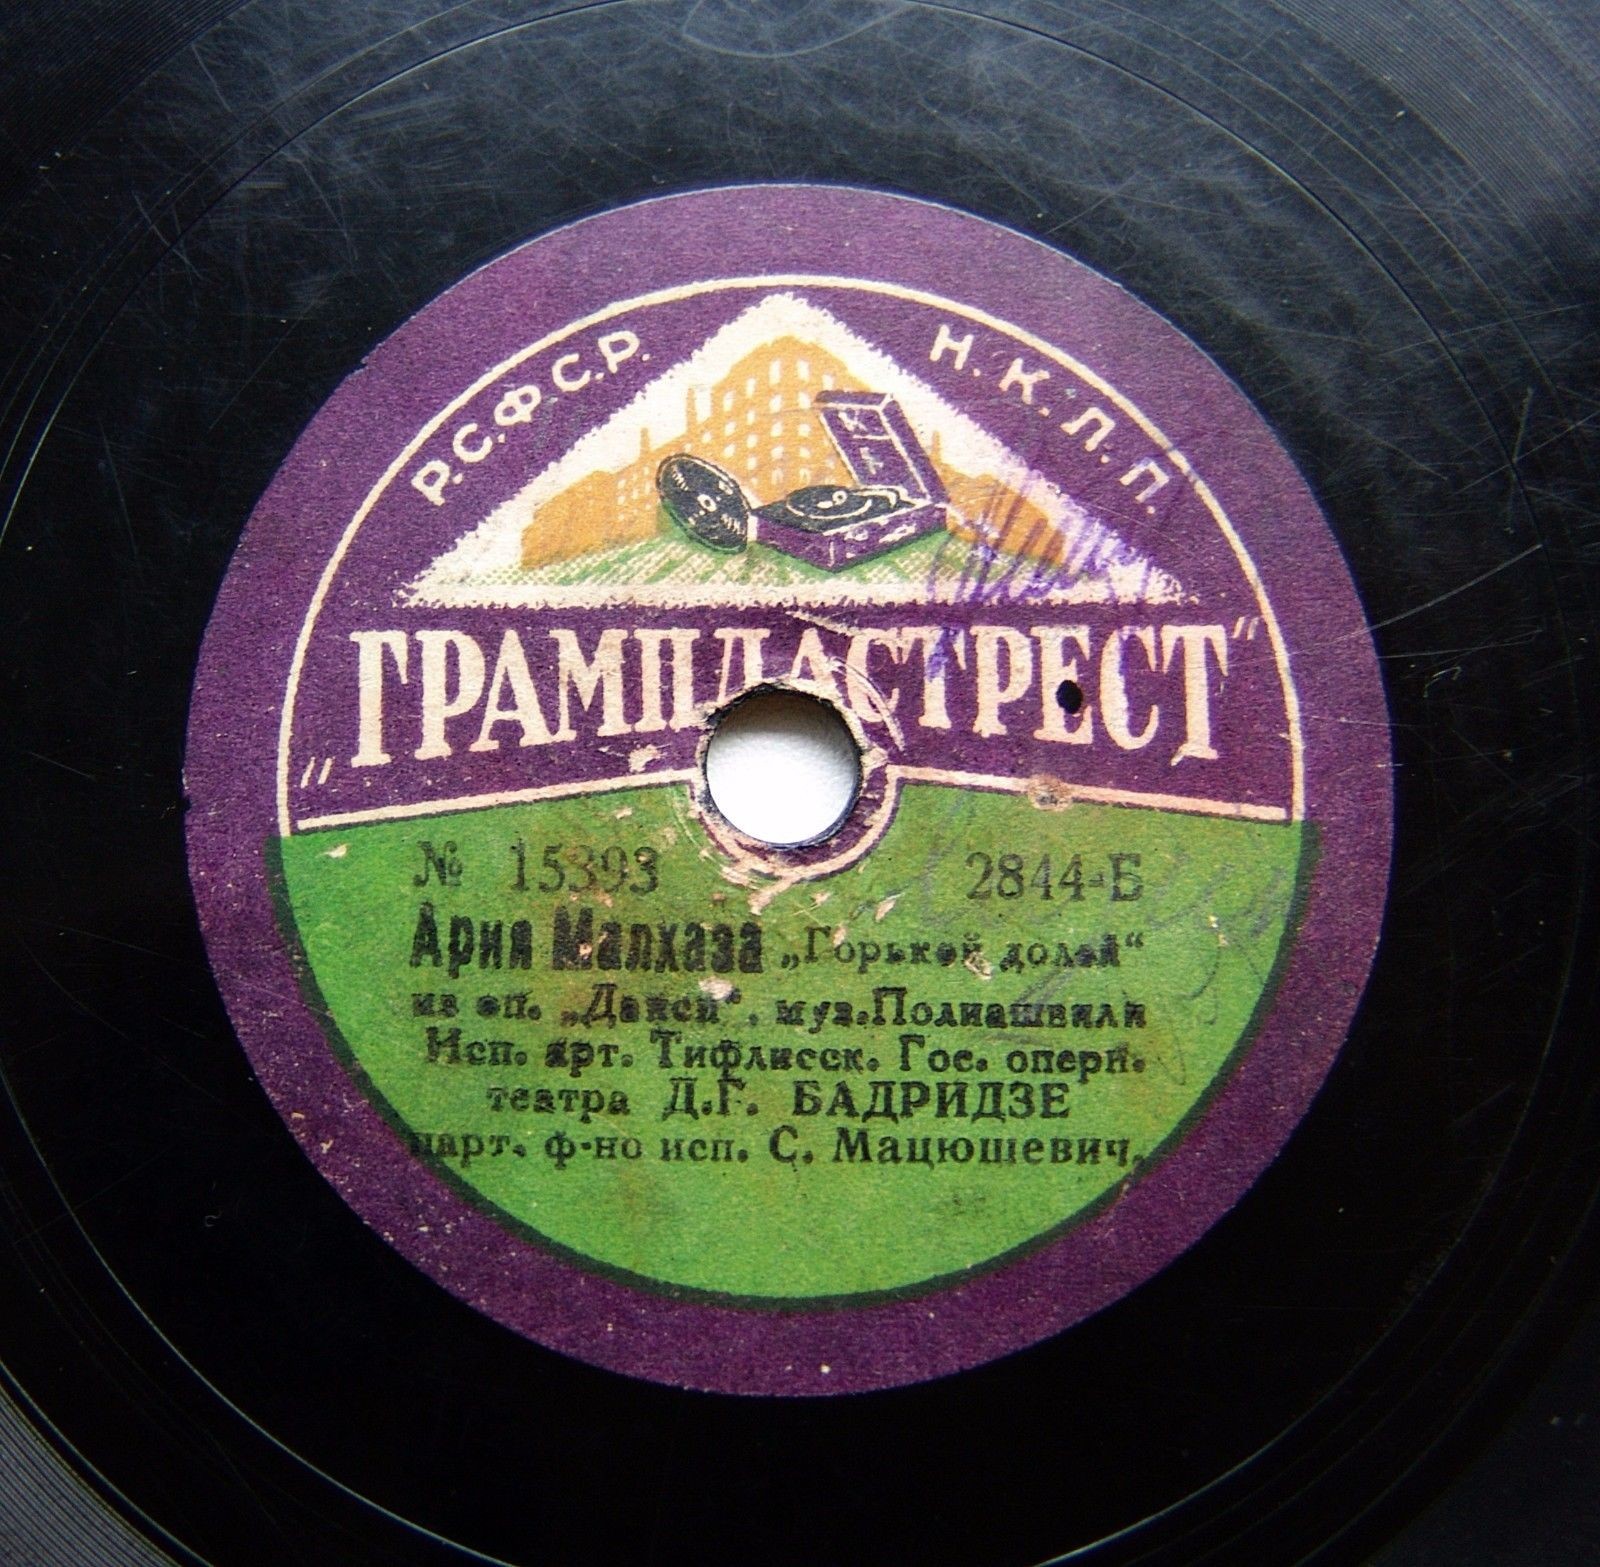 Р.С.Ф.С.Р. Н.К.Л.П.
„ГРАМПЛАСТРЕСТ“
№ 15393 2844-Б
Ария Малхаза „Горькой долей“
из оп. „Даиси“. муз.Полиашвили
Исп. арт. Тифлисск. Гос. оперн.
театра Д.Г. БАДРИДЗЕ
парт. ф-но исп. С. Мацюшевич.